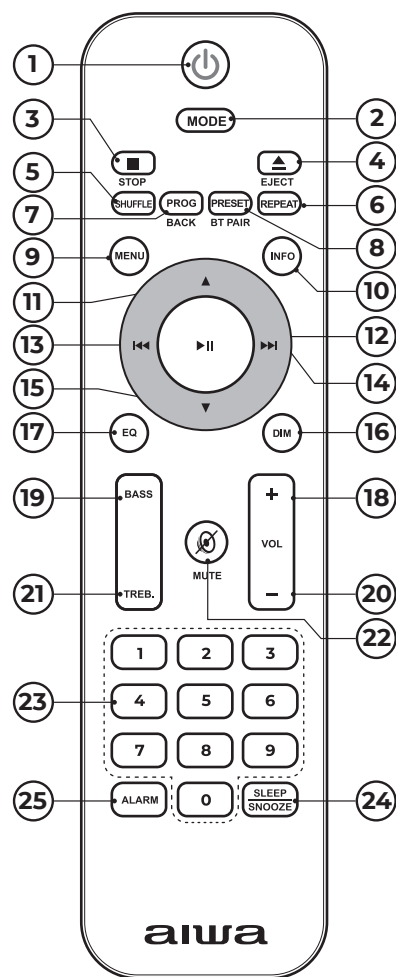 1
MODE
2
3
STOP
4
EJECT
5
SHUFFLE
PROG
PRESET
REPEAT
6
7
BACK
BT PAIR
8
9
MENU
INFO
10
11
12
13
14
15
16
17
EQ
DIM
19
BASS
+
18
VOL
MUTE
21
TREB.
−
20
22
1 2 3
23
4 5 6
7 8 9
25
ALARM
0
SLEEP
SNOOZE
24
aiwa